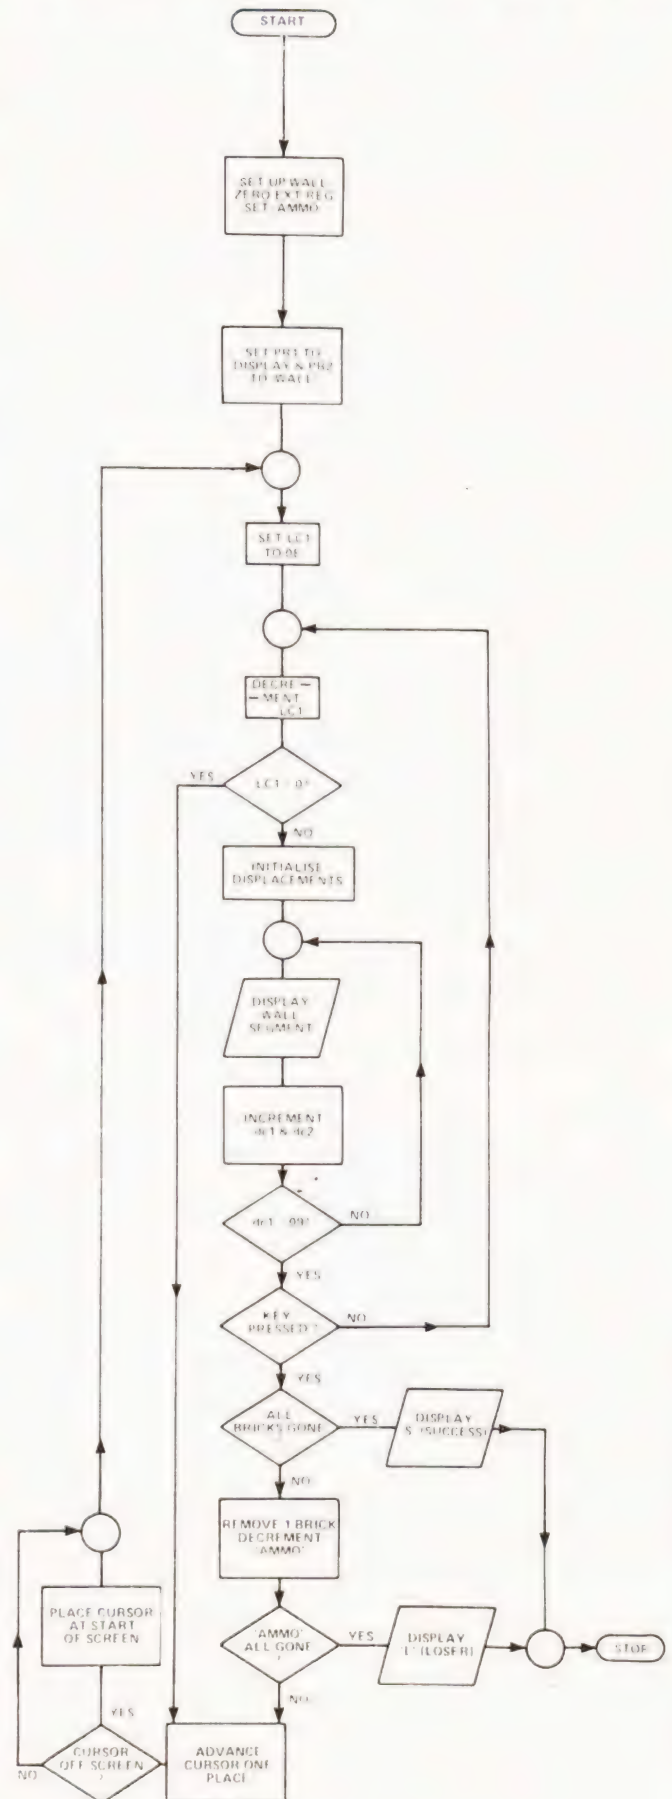 START
SET UP WALL
ZERO EXT REG
SET 'AMMO'
SET PR1 TO
DISPLAY & PR2
TO 'WALL'
SET LC1
TO 0E
DECRE-
-MENT
LC1
YES
LC1 = 0?
NO
INITIALISE
DISPLACEMENTS
DISPLAY
WALL
SEGMENT
INCREMENT
dc1 & dc2
NO
YES
KEY
PRESSED ?
NO
YES
ALL
BRICKS GONE
YES
DISPLAY
S (SUCCESS)
NO
REMOVE 1 BRICK
DECREMENT
'AMMO'
PLACE CURSOR
AT START
OF SCREEN
'AMMO'
ALL GONE
?
YES
DISPLAY
'L' (LOSER)
STOP
NO
YES
CURSOR
OFF SCREEN
?
NO
ADVANCE
CURSOR ONE
PLACE